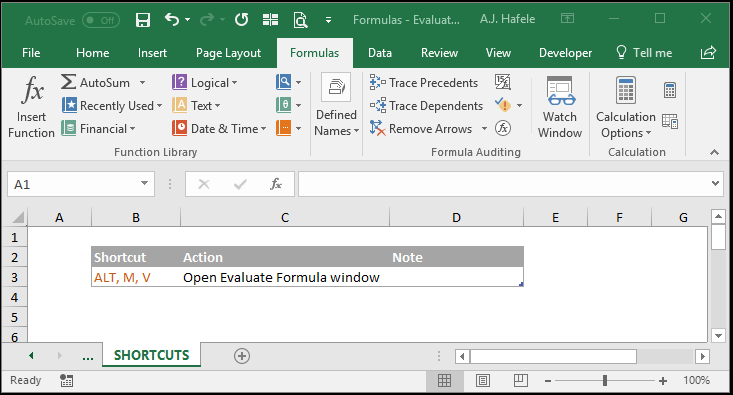 AutoSave Off Formulas - Evaluat... A.J. Hafele
File Home Insert Page Layout Formulas Data Review View Developer Tell me
fx Σ AutoSum Logical Trace Precedents
Insert Function Recently Used Text θ Defined Names Trace Dependents Watch Window Calculation Options
Financial Date & Time Remove Arrows fx
Function Library Formula Auditing Calculation
A1 fx
A B C D E F G
1
2 Shortcut Action Note
3 ALT, M, V Open Evaluate Formula window
4
5
6
... SHORTCUTS
Ready 100%